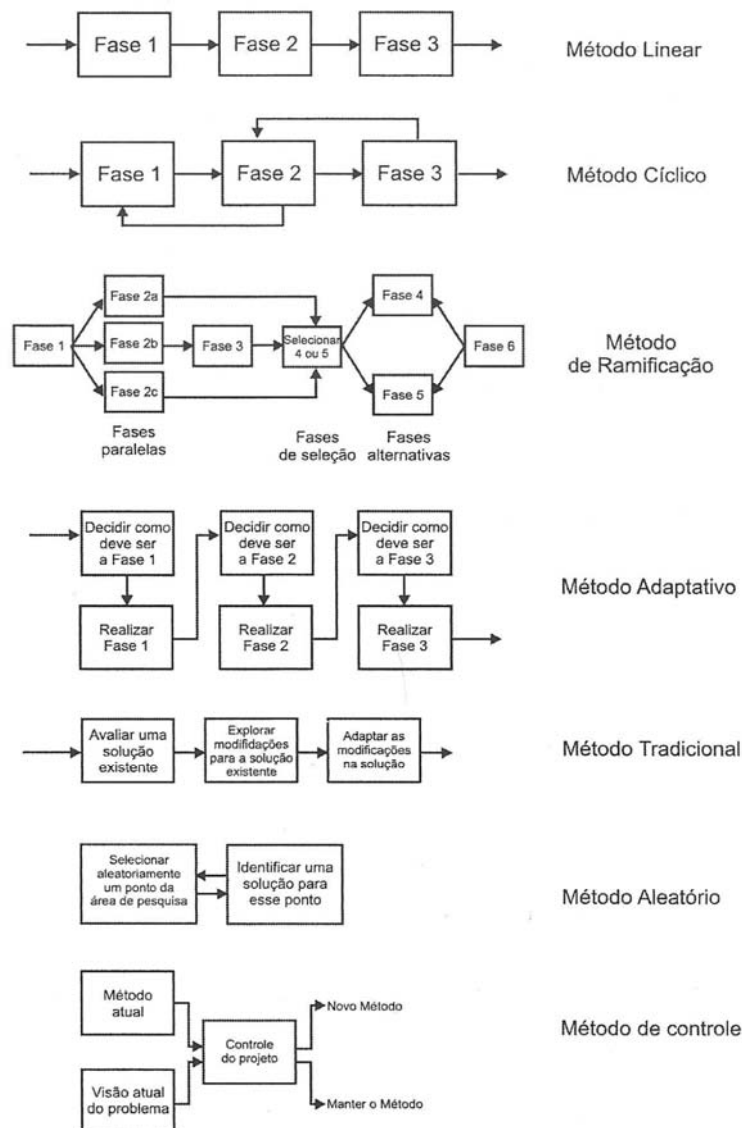 Fase 1
Fase 2
Fase 3
Método Linear
Fase 1
Fase 2
Fase 3
Método Cíclico
Fase 1
Fase 2a
Fase 2b
Fase 2c
Fase 3
Selecionar
4 ou 5
Fase 4
Fase 5
Fase 6
Método
de Ramificação
Fases
paralelas
Fases
de seleção
Fases
alternativas
Decidir como
deve ser
a Fase 1
Decidir como
deve ser
a Fase 2
Decidir como
deve ser
a Fase 3
Realizar
Fase 1
Realizar
Fase 2
Realizar
Fase 3
Método Adaptativo
Avaliar uma
solução
existente
Explorar
modifidações
para a solução
existente
Adaptar as
modificações
na solução
Método Tradicional
Selecionar
aleatoriamente
um ponto da
área de pesquisa
Identificar uma
solução para
esse ponto
Método Aleatório
Método
atual
Visão atual
do problema
Controle
do projeto
Novo Método
Manter o Método
Método de controle